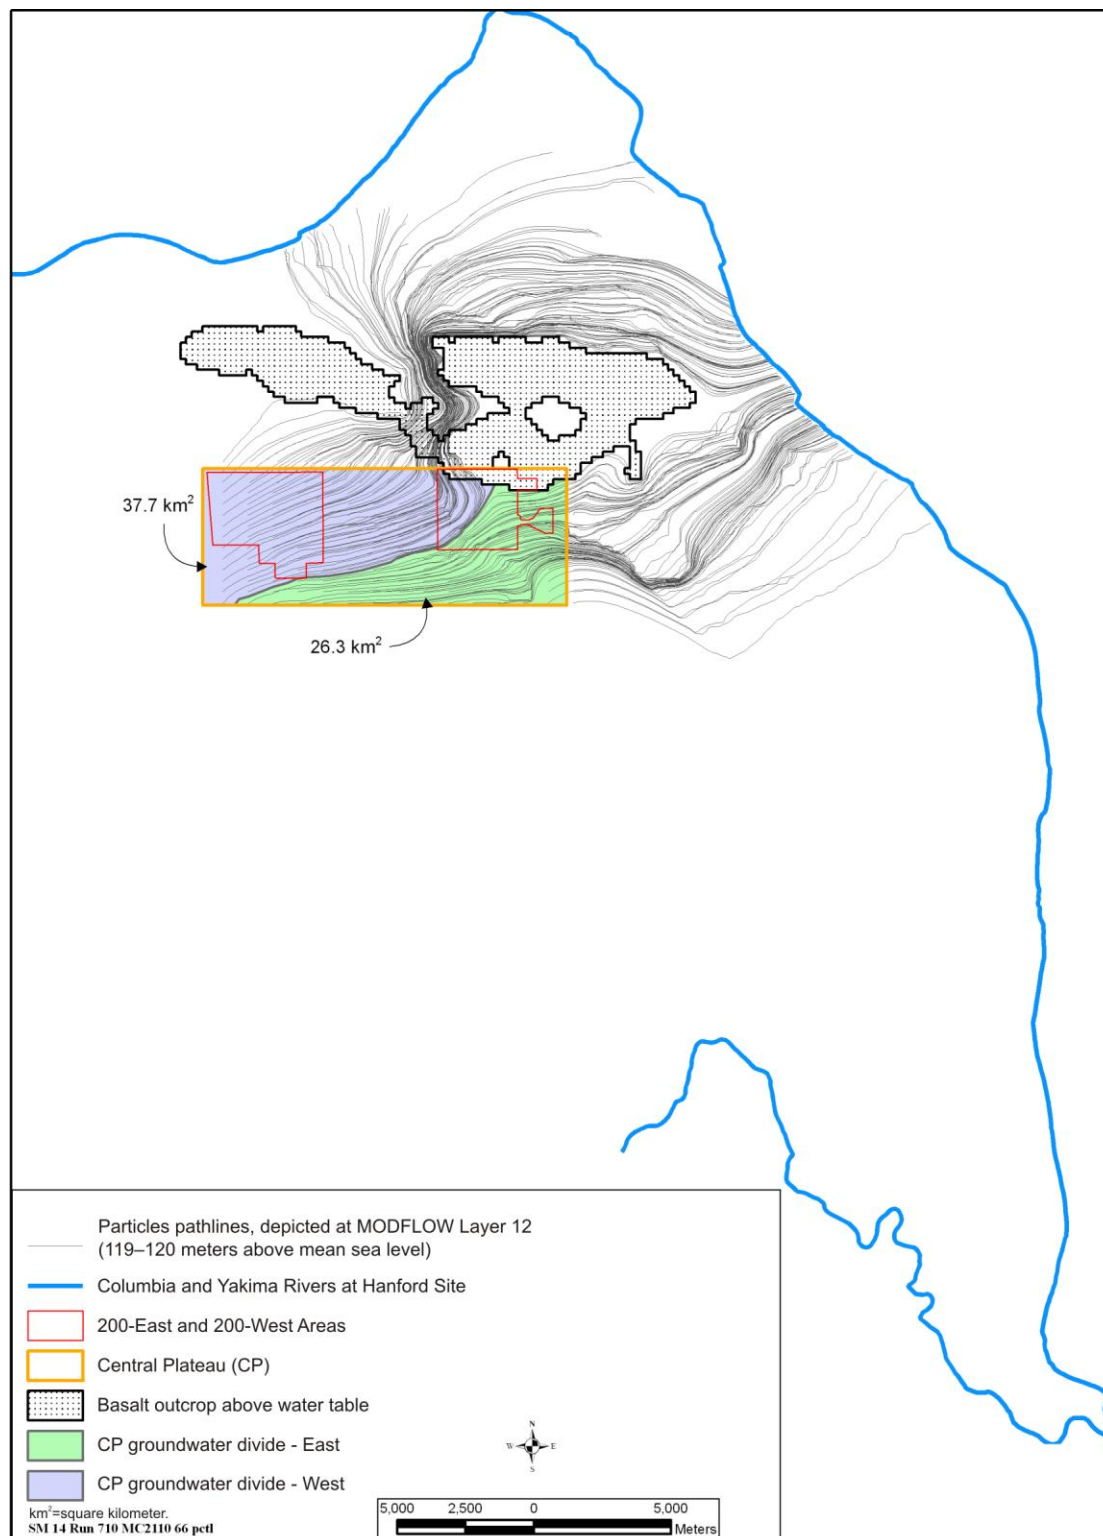 37.7 km²
26.3 km²
Particles pathlines, depicted at MODFLOW Layer 12
(119–120 meters above mean sea level)
Columbia and Yakima Rivers at Hanford Site
200-East and 200-West Areas
Central Plateau (CP)
Basalt outcrop above water table
CP groundwater divide - East
CP groundwater divide - West
km²=square kilometer.
SM 14 Run 710 MC2110 66 pctl
N
W E
S
5,000 2,500 0 5,000
Meters